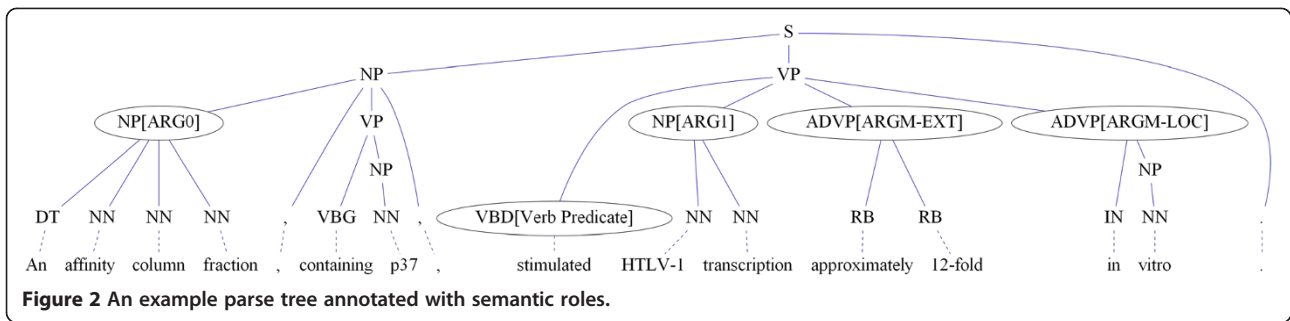 S
NP VP
NP[ARG0] VP NP[ARG1] ADVP[ARGM-EXT] ADVP[ARGM-LOC]
NP NP
DT NN NN NN , VBG NN , VBD[Verb Predicate] NN NN RB RB IN NN .
An affinity column fraction , containing p37 , stimulated HTLV-1 transcription approximately 12-fold in vitro .
Figure 2 An example parse tree annotated with semantic roles.